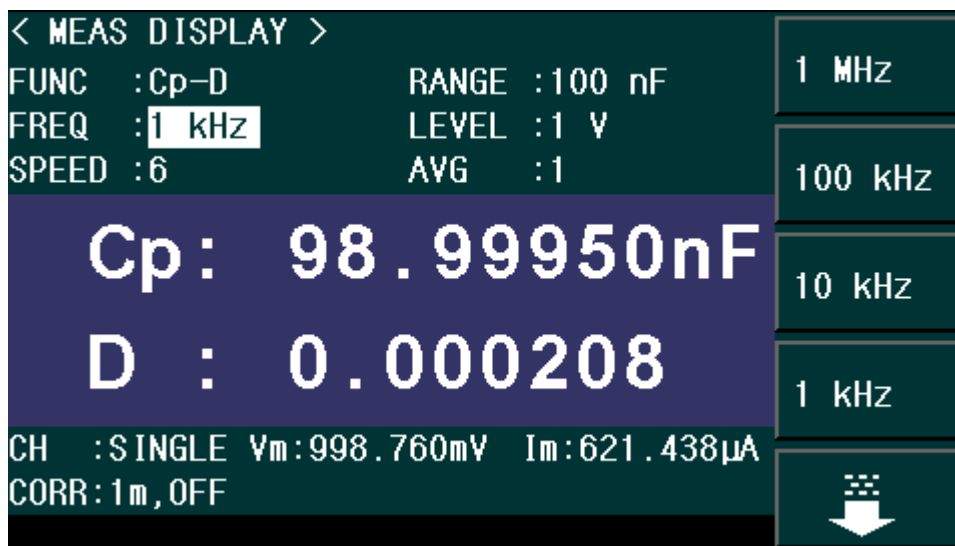 < MEAS DISPLAY >
FUNC :Cp-D RANGE :100 nF
FREQ :1 kHz LEVEL :1 V
SPEED :6 AVG :1
Cp: 98.99950nF
D : 0.000208
CH :SINGLE Vm:998.760mV Im:621.438µA
CORR:1m,OFF
1 MHz
100 kHz
10 kHz
1 kHz